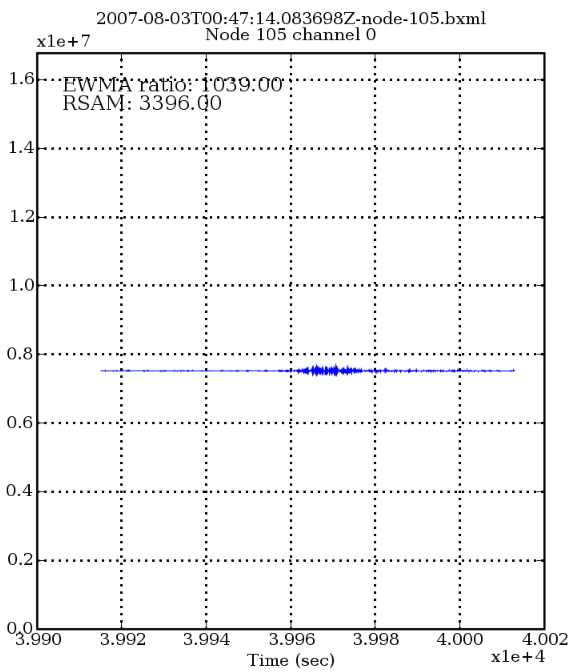 2007-08-03T00:47:14.083698Z-node-105.bxml
Node 105 channel 0
x1e+7
EWMA ratio: 1039.00
RSAM: 3396.00
1.6
1.4
1.2
1.0
0.8
0.6
0.4
0.2
0.0
3.990 3.992 3.994 3.996 3.998 4.000 4.002
x1e+4
Time (sec)